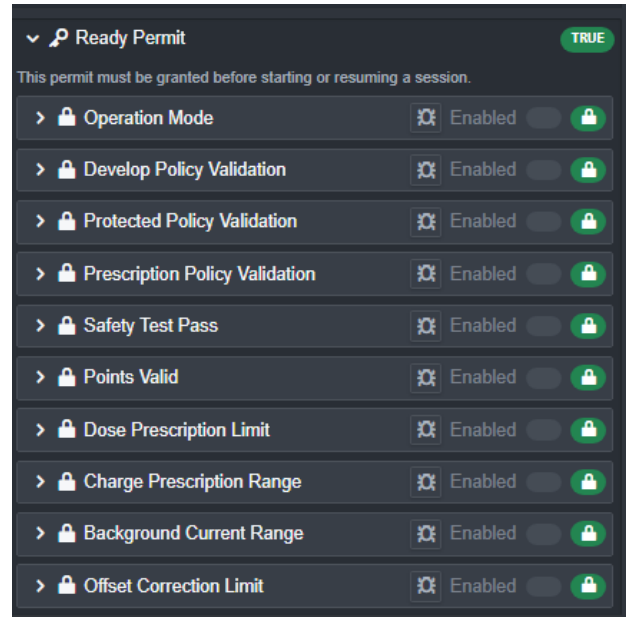 Ready Permit TRUE
This permit must be granted before starting or resuming a session.
Operation Mode Enabled
Develop Policy Validation Enabled
Protected Policy Validation Enabled
Prescription Policy Validation Enabled
Safety Test Pass Enabled
Points Valid Enabled
Dose Prescription Limit Enabled
Charge Prescription Range Enabled
Background Current Range Enabled
Offset Correction Limit Enabled